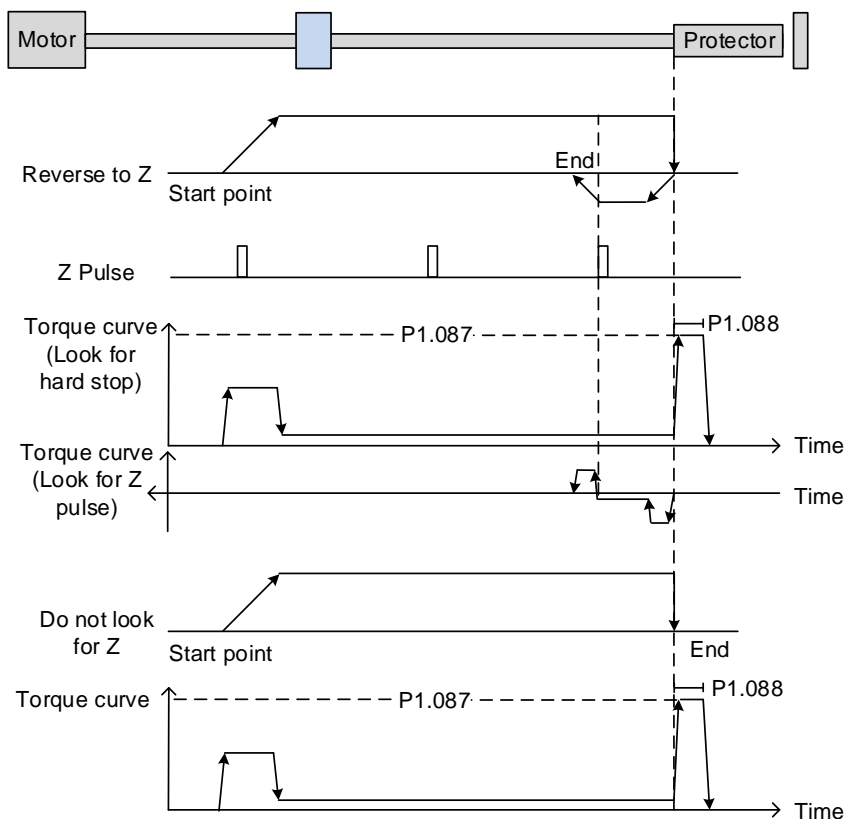 Motor
Protector
Reverse to Z
Start point
End
Z Pulse
Torque curve
(Look for
hard stop)
P1.087
P1.088
Time
Torque curve
(Look for Z
pulse)
Time
Do not look
for Z
Start point
End
Torque curve
P1.087
P1.088
Time